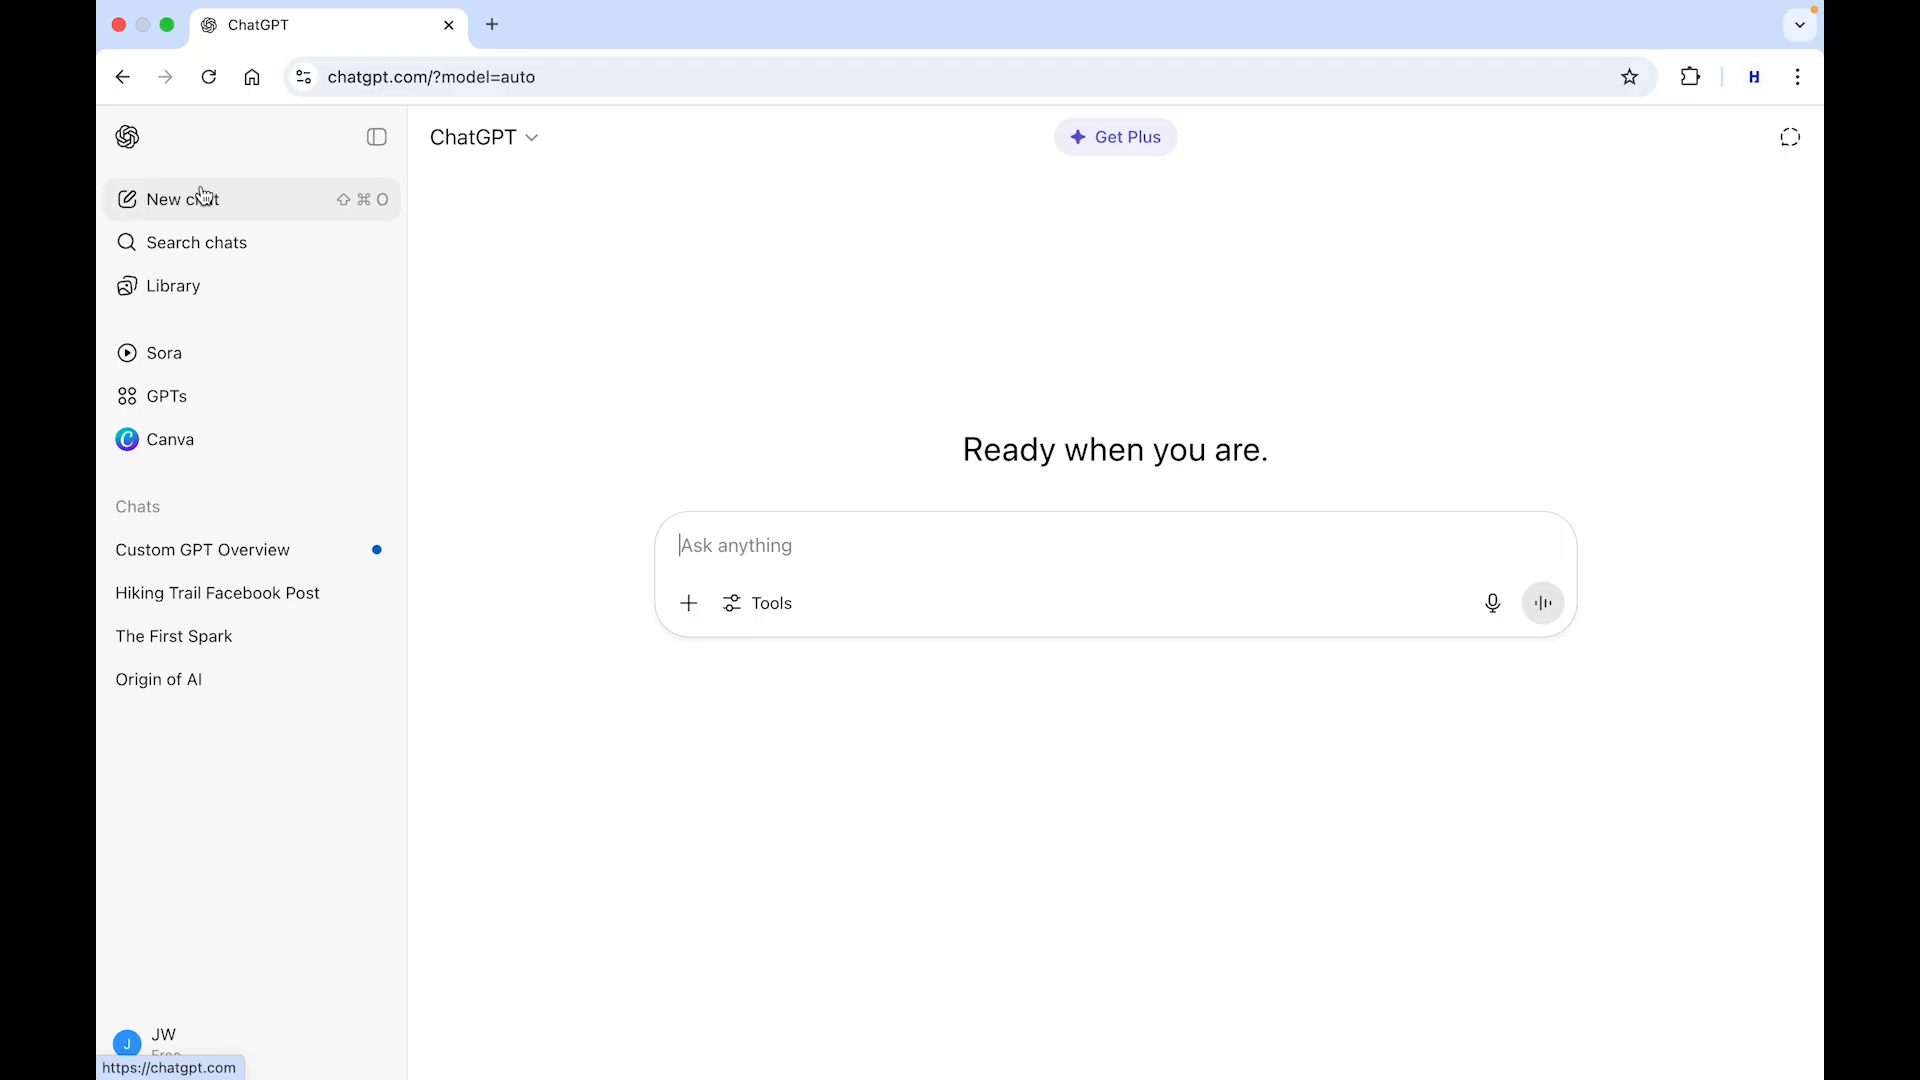 ChatGPT
chatgpt.com/?model=auto
H
ChatGPT
Get Plus
New chat ⇧ ⌘ O
Search chats
Library
Sora
GPTs
Canva
Chats
Custom GPT Overview
Hiking Trail Facebook Post
The First Spark
Origin of AI
Ready when you are.
Ask anything
Tools
J
JW
Free
https://chatgpt.com